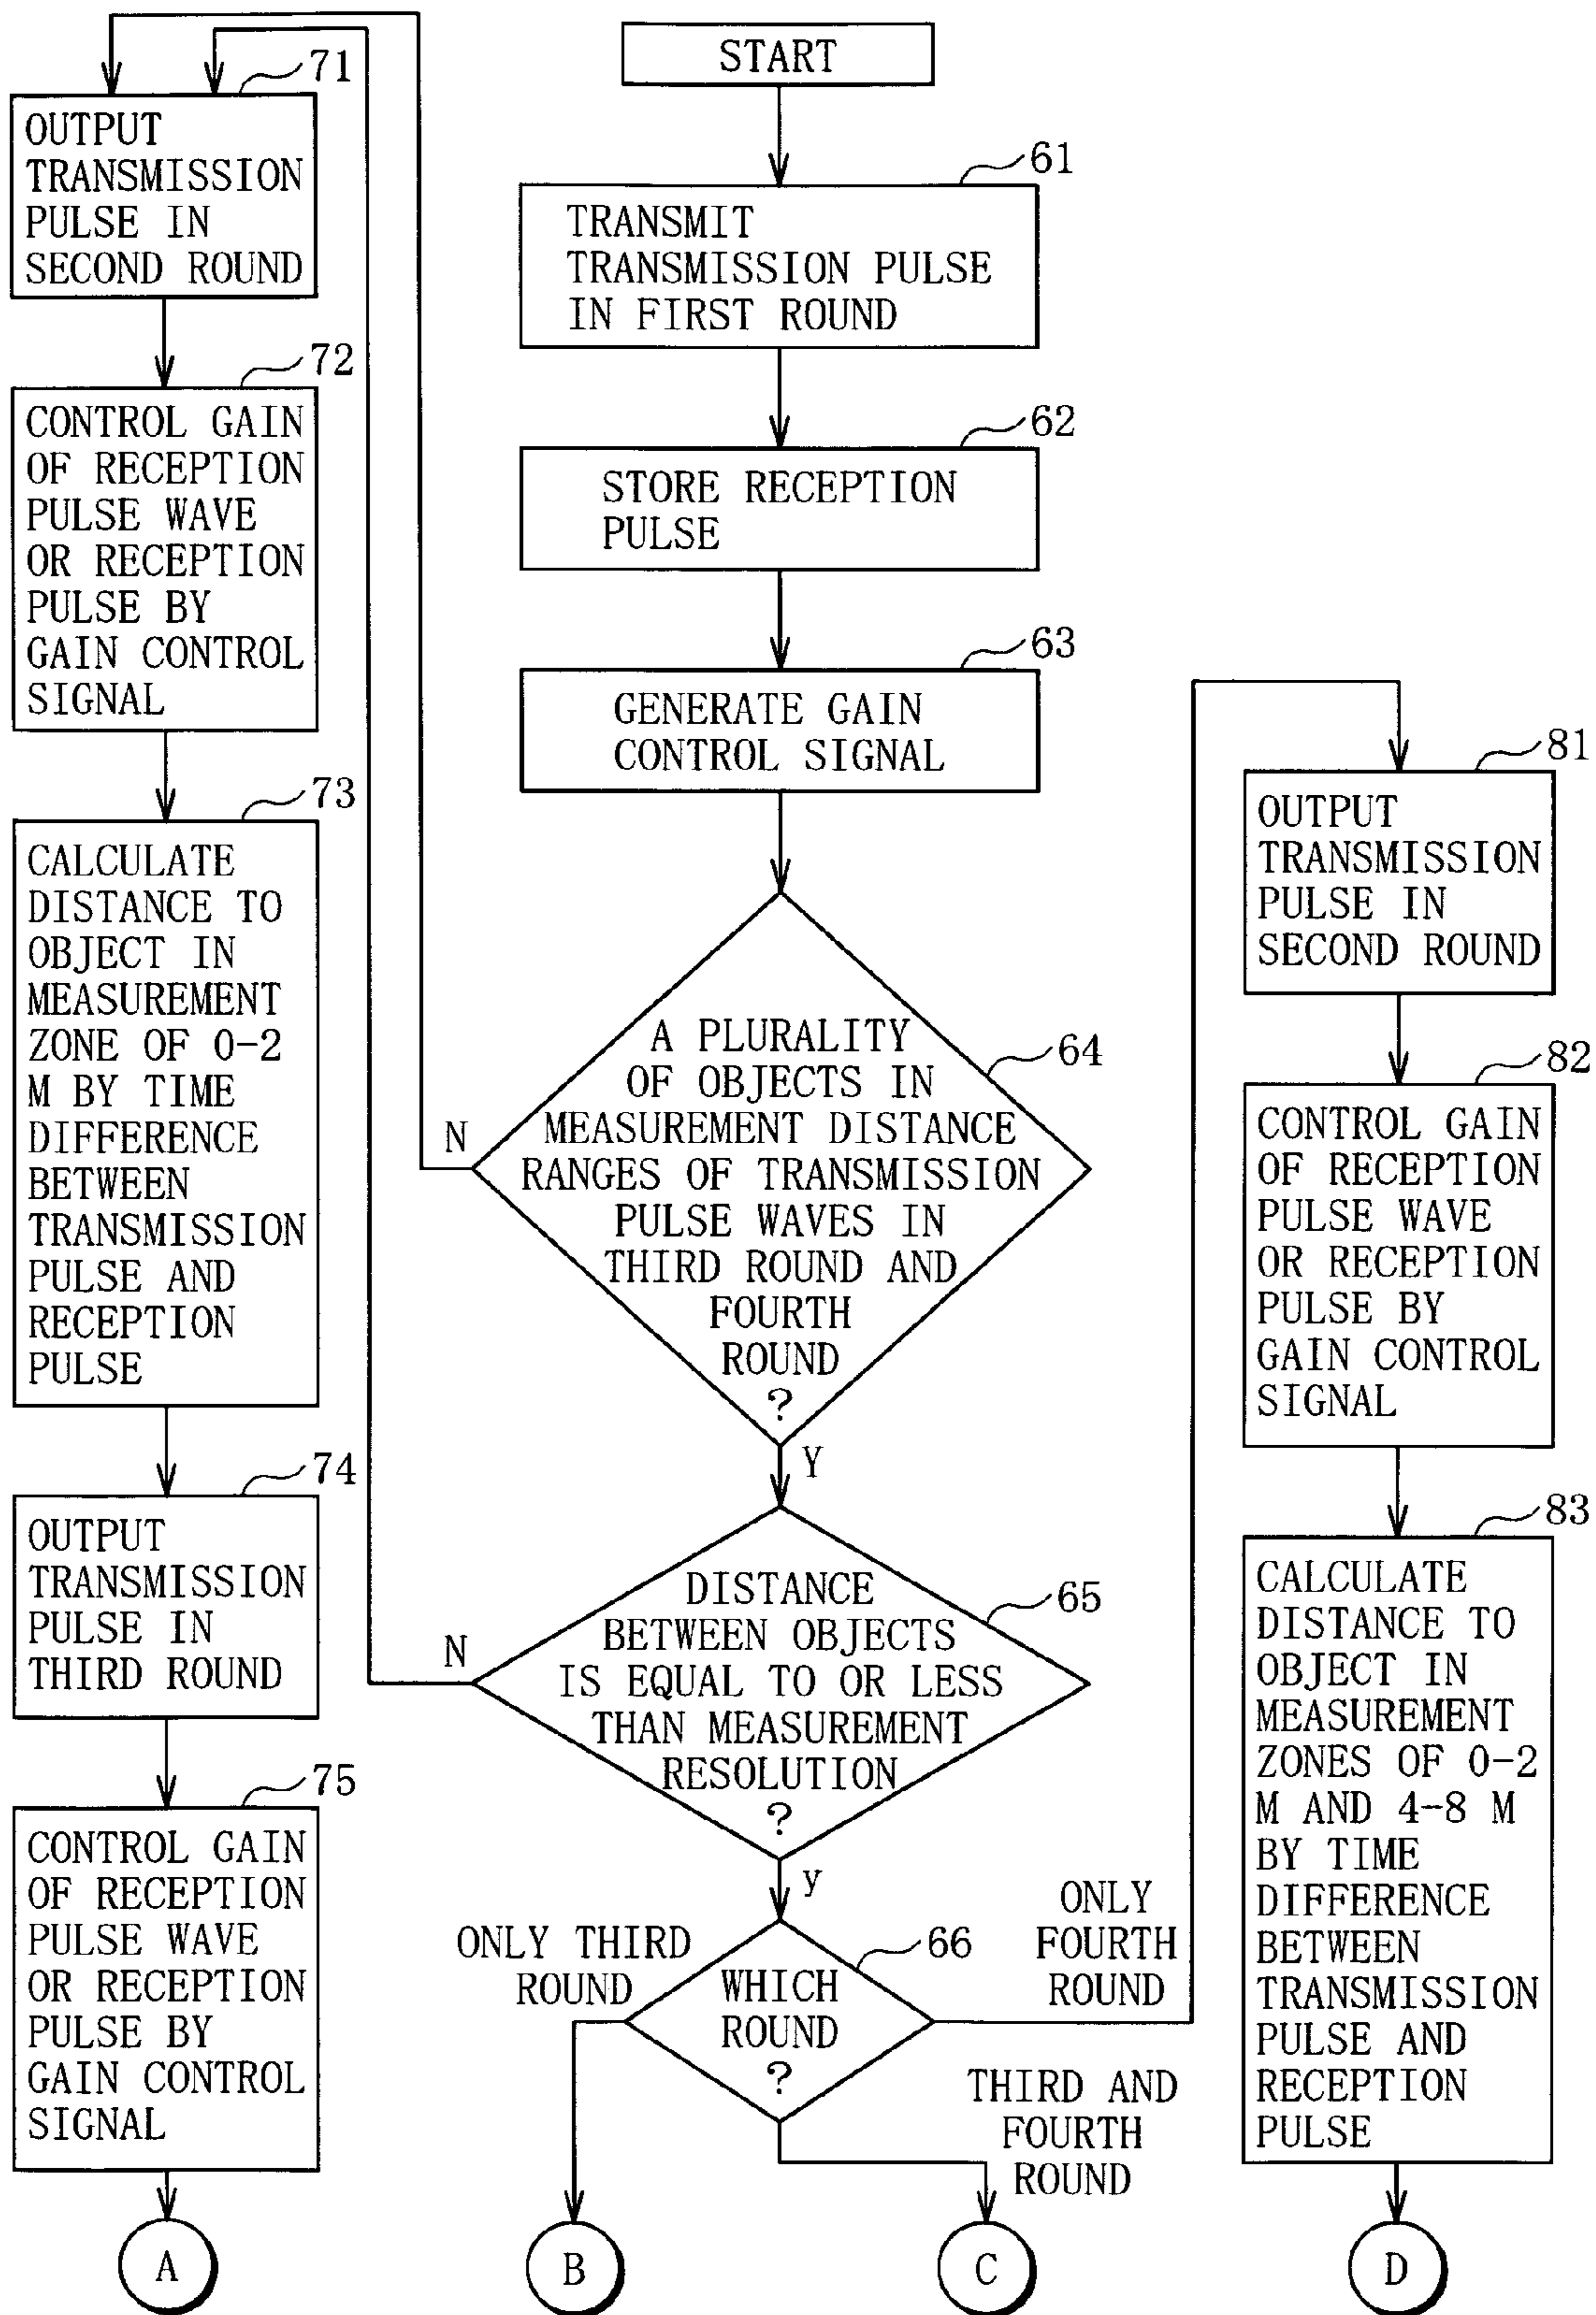 START
61
TRANSMIT
TRANSMISSION PULSE
IN FIRST ROUND
62
STORE RECEPTION
PULSE
63
GENERATE GAIN
CONTROL SIGNAL
64
A PLURALITY
OF OBJECTS IN
MEASUREMENT DISTANCE
RANGES OF TRANSMISSION
PULSE WAVES IN
THIRD ROUND AND
FOURTH
ROUND
?
N
Y
65
DISTANCE
BETWEEN OBJECTS
IS EQUAL TO OR LESS
THAN MEASUREMENT
RESOLUTION
?
N
y
66
WHICH
ROUND
?
ONLY THIRD
ROUND
ONLY
FOURTH
ROUND
THIRD AND
FOURTH
ROUND
B
C
71
OUTPUT
TRANSMISSION
PULSE IN
SECOND ROUND
72
CONTROL GAIN
OF RECEPTION
PULSE WAVE
OR RECEPTION
PULSE BY
GAIN CONTROL
SIGNAL
73
CALCULATE
DISTANCE TO
OBJECT IN
MEASUREMENT
ZONE OF 0-2
M BY TIME
DIFFERENCE
BETWEEN
TRANSMISSION
PULSE AND
RECEPTION
PULSE
74
OUTPUT
TRANSMISSION
PULSE IN
THIRD ROUND
75
CONTROL GAIN
OF RECEPTION
PULSE WAVE
OR RECEPTION
PULSE BY
GAIN CONTROL
SIGNAL
A
81
OUTPUT
TRANSMISSION
PULSE IN
SECOND ROUND
82
CONTROL GAIN
OF RECEPTION
PULSE WAVE
OR RECEPTION
PULSE BY
GAIN CONTROL
SIGNAL
83
CALCULATE
DISTANCE TO
OBJECT IN
MEASUREMENT
ZONES OF 0-2
M AND 4-8 M
BY TIME
DIFFERENCE
BETWEEN
TRANSMISSION
PULSE AND
RECEPTION
PULSE
D